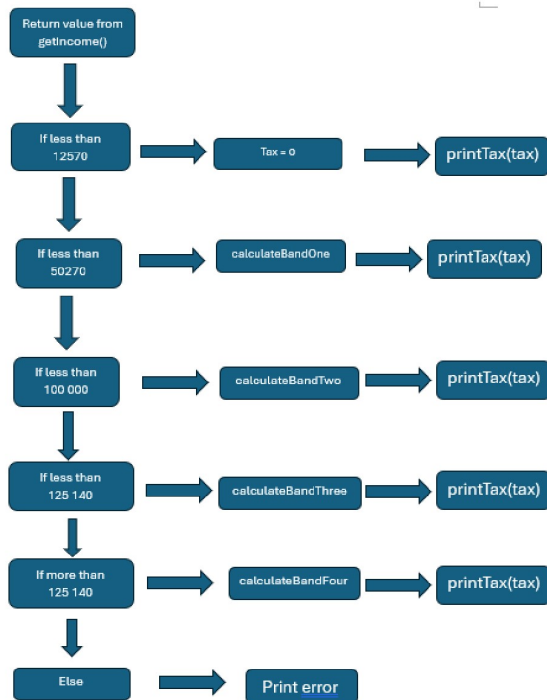 Return value from
getIncome()
If less than
12570
Tax = 0
printTax(tax)
If less than
50270
calculateBandOne
printTax(tax)
If less than
100 000
calculateBandTwo
printTax(tax)
If less than
125 140
calculateBandThree
printTax(tax)
If more than
125 140
calculateBandFour
printTax(tax)
Else
Print error